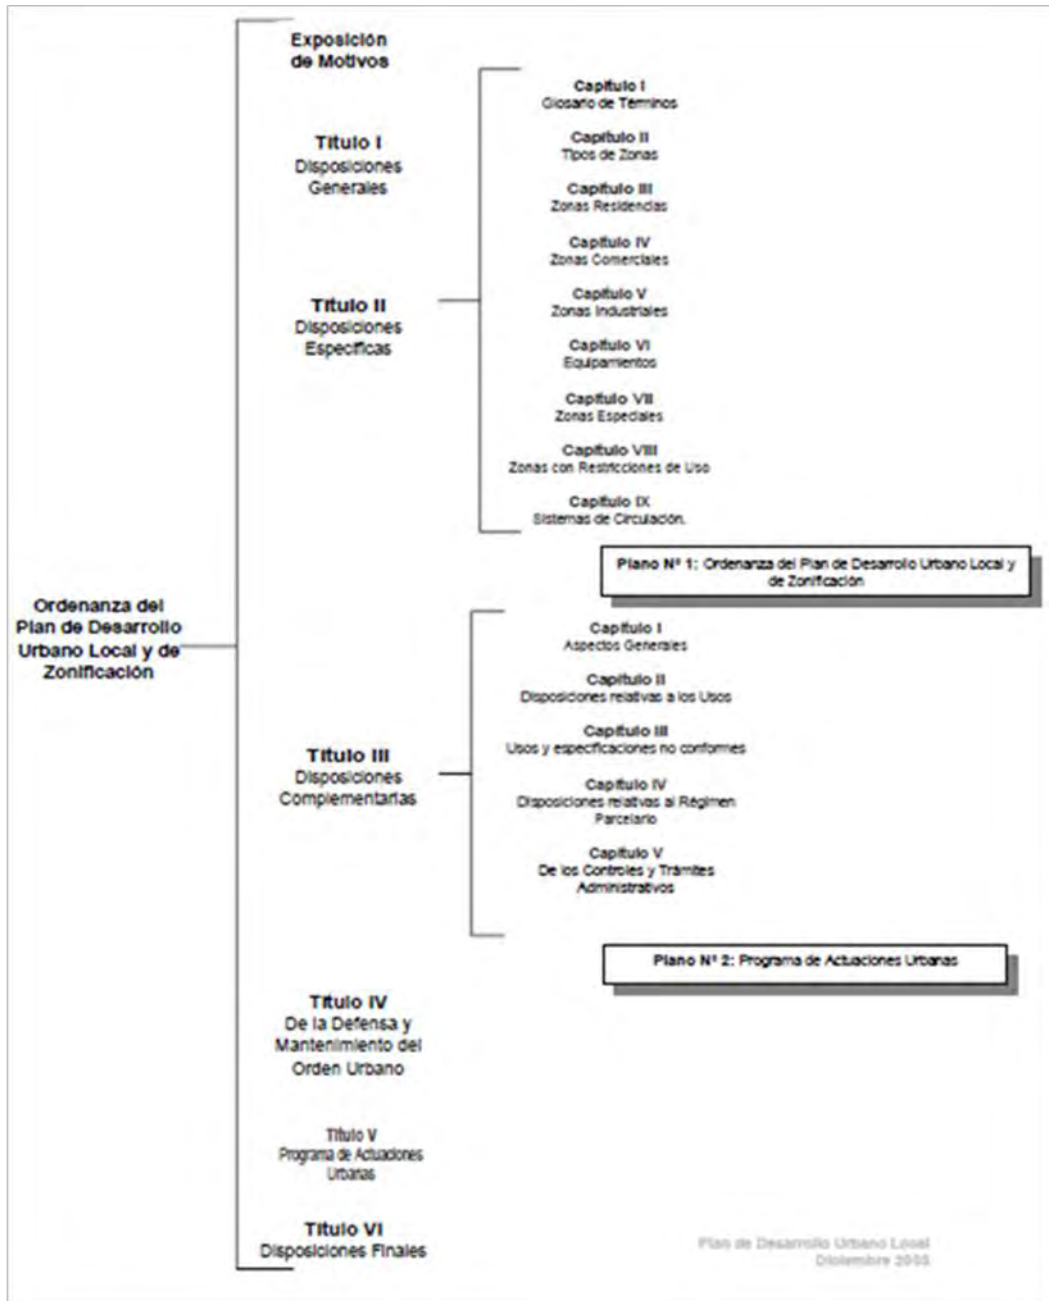 Exposición
de Motivos
Título I
Disposiciones
Generales
Título II
Disposiciones
Específicas
Capítulo I
Glosario de Términos
Capítulo II
Tipos de Zonas
Capítulo III
Zonas Residencias
Capítulo IV
Zonas Comerciales
Capítulo V
Zonas Industriales
Capítulo VI
Equipamientos
Capítulo VII
Zonas Especiales
Capítulo VIII
Zonas con Restricciones de Uso
Capítulo IX
Sistemas de Circulación.
Plano Nº 1: Ordenanza del Plan de Desarrollo Urbano Local y
de Zonificación
Ordenanza del
Plan de Desarrollo
Urbano Local y de
Zonificación
Título III
Disposiciones
Complementarias
Capítulo I
Aspectos Generales
Capítulo II
Disposiciones relativas a los Usos
Capítulo III
Usos y especificaciones no conformes
Capítulo IV
Disposiciones relativas al Régimen
Parcelario
Capítulo V
De los Controles y Trámites
Administrativos
Plano Nº 2: Programa de Actuaciones Urbanas
Título IV
De la Defensa y
Mantenimiento del
Orden Urbano
Título V
Programa de Actuaciones
Urbanas
Título VI
Disposiciones Finales
Plan de Desarrollo Urbano Local
Diciembre